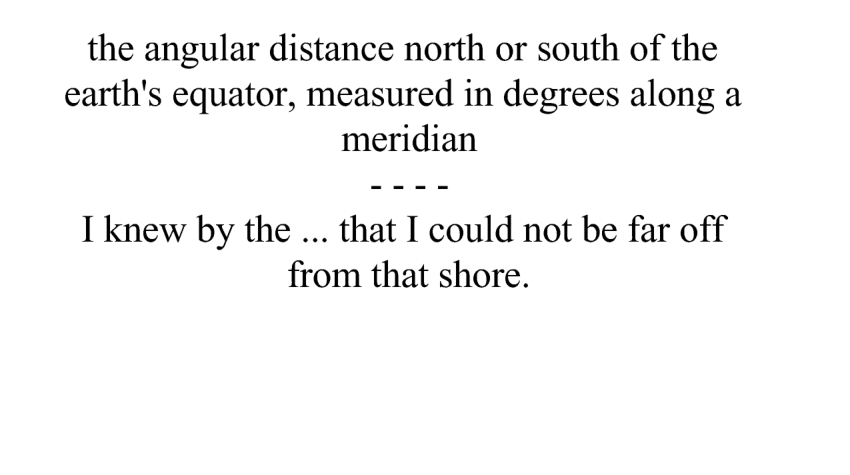 the angular distance north or south of the
earth's equator, measured in degrees along a
meridian
- - - -
I knew by the ... that I could not be far off
from that shore.